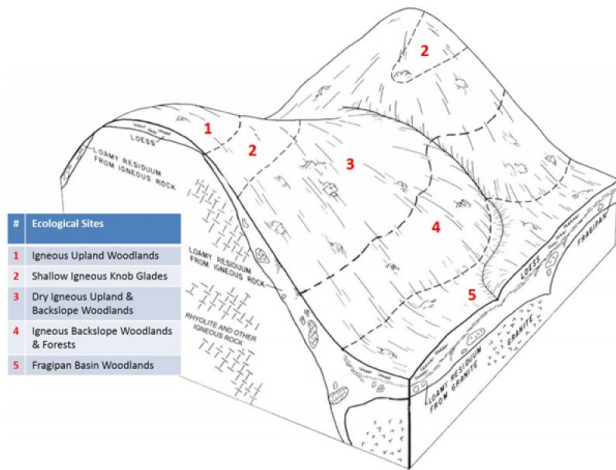 2
1
2
3
4
5
LOESS
LOAMY RESIDUUM
FROM IGNEOUS ROCK
LOAMY RESIDUUM
FROM IGNEOUS ROCK
RHYOLITE AND OTHER
IGNEOUS ROCK
LOESS
FRAGIPAN
GRANITE
LOAMY RESIDUUM
FROM GRANITE
# Ecological Sites
1 Igneous Upland Woodlands
2 Shallow Igneous Knob Glades
3 Dry Igneous Upland &
Backslope Woodlands
4 Igneous Backslope Woodlands
& Forests
5 Fragipan Basin Woodlands